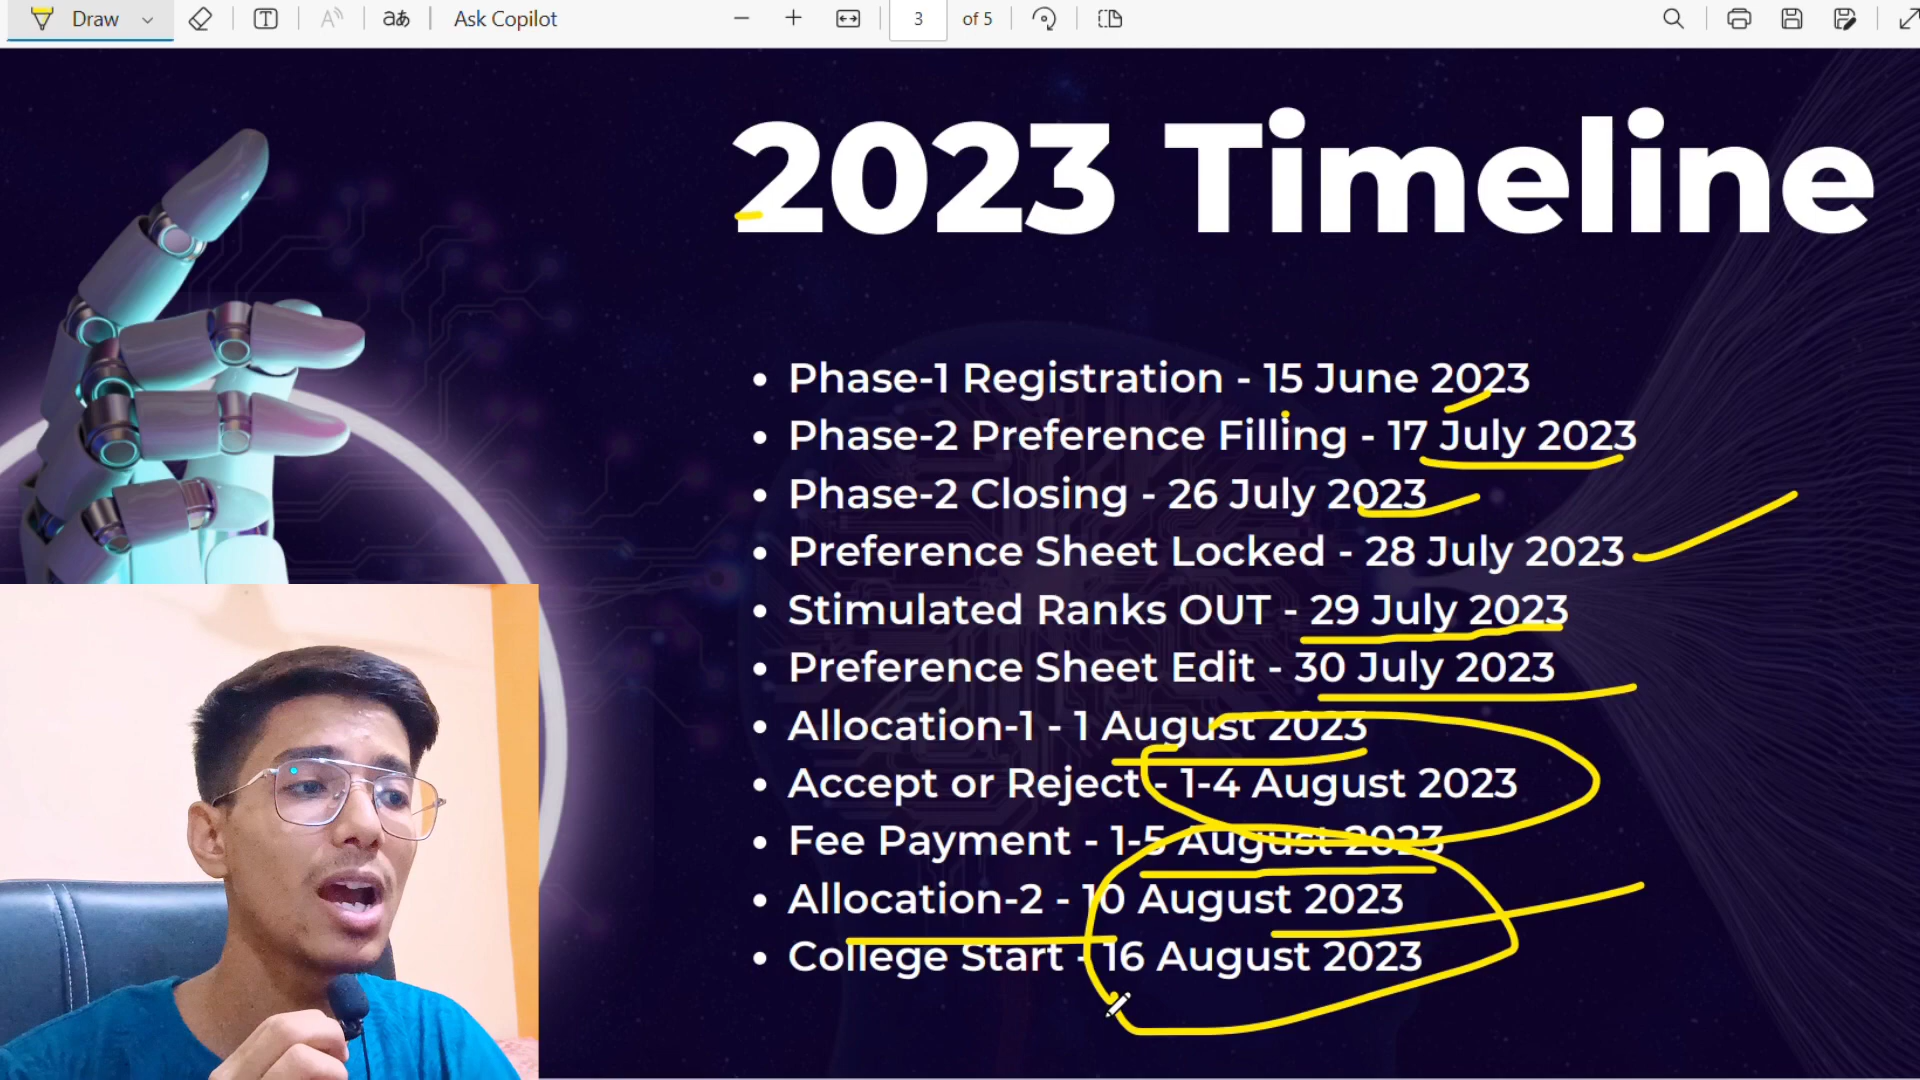 Draw
aあ
Ask Copilot
3
of 5
2023 Timeline
Phase-1 Registration - 15 June 2023
Phase-2 Preference Filling - 17 July 2023
Phase-2 Closing - 26 July 2023
Preference Sheet Locked - 28 July 2023
Stimulated Ranks OUT - 29 July 2023
Preference Sheet Edit - 30 July 2023
Allocation-1 - 1 August 2023
Accept or Reject - 1-4 August 2023
Fee Payment - 1-5 August 2023
Allocation-2 - 10 August 2023
College Start - 16 August 2023